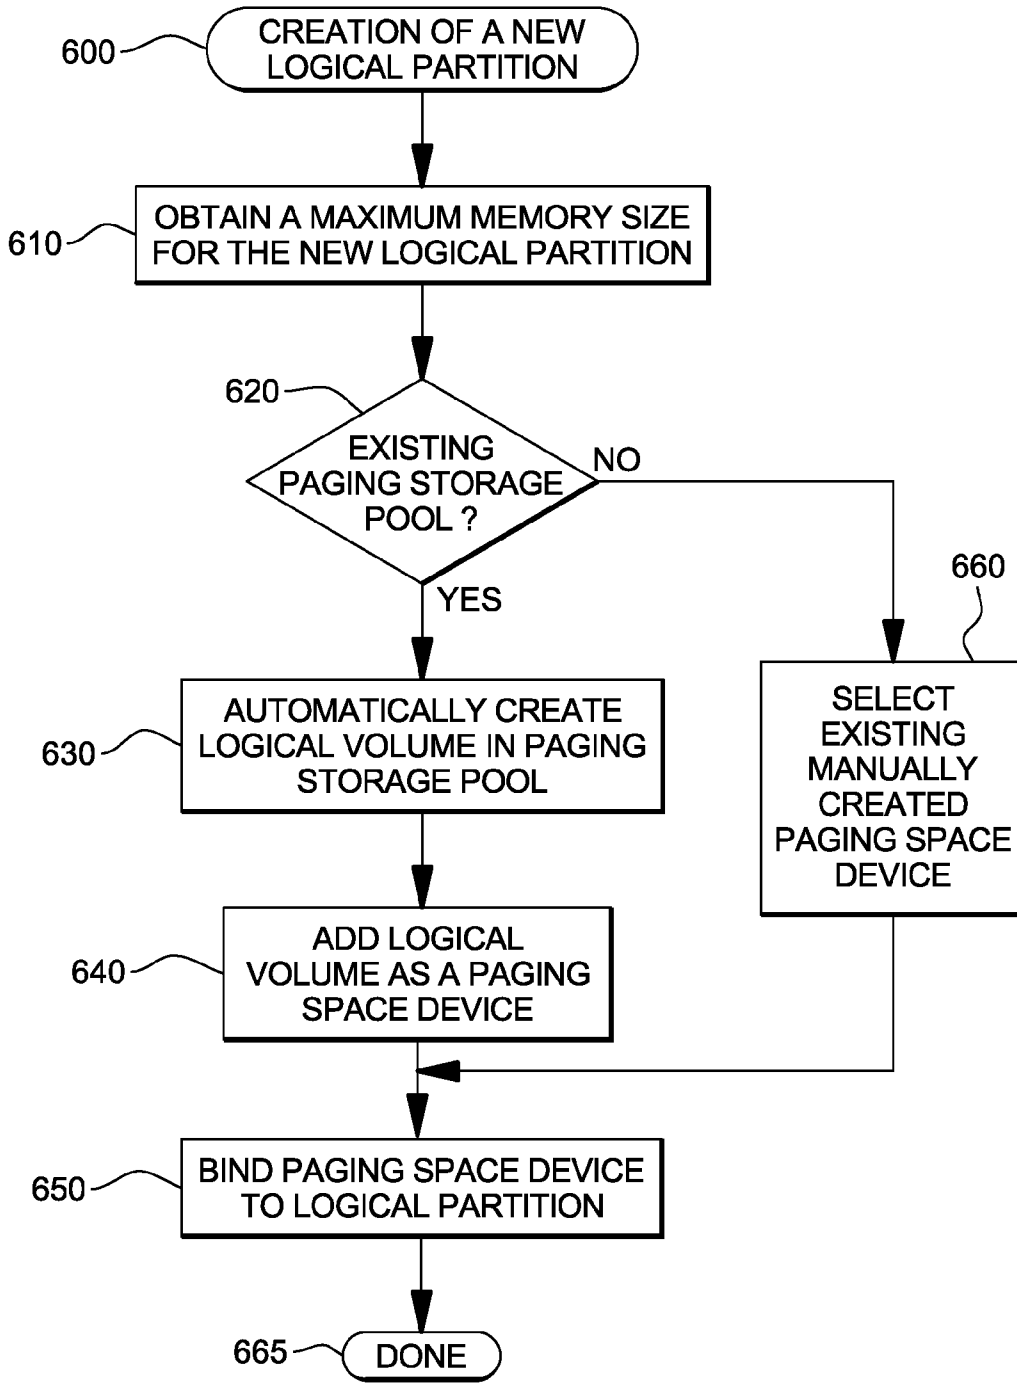 600
CREATION OF A NEW
LOGICAL PARTITION
610
OBTAIN A MAXIMUM MEMORY SIZE
FOR THE NEW LOGICAL PARTITION
620
EXISTING
PAGING STORAGE
POOL ?
NO
YES
660
630
AUTOMATICALLY CREATE
LOGICAL VOLUME IN PAGING
STORAGE POOL
SELECT
EXISTING
MANUALLY
CREATED
PAGING SPACE
DEVICE
640
ADD LOGICAL
VOLUME AS A PAGING
SPACE DEVICE
650
BIND PAGING SPACE DEVICE
TO LOGICAL PARTITION
665
DONE